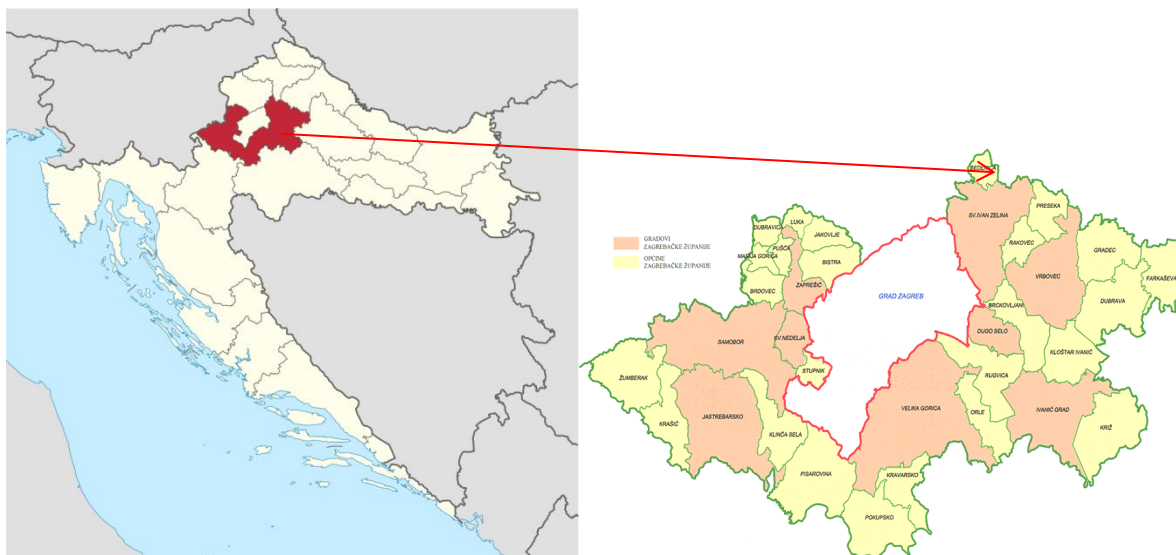 BEDENICA
SV.IVAN ZELINA
PRESEKA
LUKA
DUBRAVICA
JAKOVLJE
GRADOVI
ZAGREBAČKE ŽUPANIJE
PUŠĆA
RAKOVEC
GRADEC
OPĆINE
ZAGREBAČKE ŽUPANIJE
MARIJA GORICA
BISTRA
VRBOVEC
FARKAŠEVA
BRDOVEC
ZAPREŠIĆ
GRAD ZAGREB
DUBRAVA
BROKOVLJANI
DUGO SELO
SAMOBOR
SV.NEDELJA
KLOŠTAR IVANIĆ
STUPNIK
RUGVICA
ŽUMBERAK
JASTREBARSKO
VELIKA GORICA
ORLE
IVANIĆ GRAD
KRAŠIĆ
KLINČA SELA
KRIŽ
PISAROVINA
KRAVARSKO
POKUPSKO